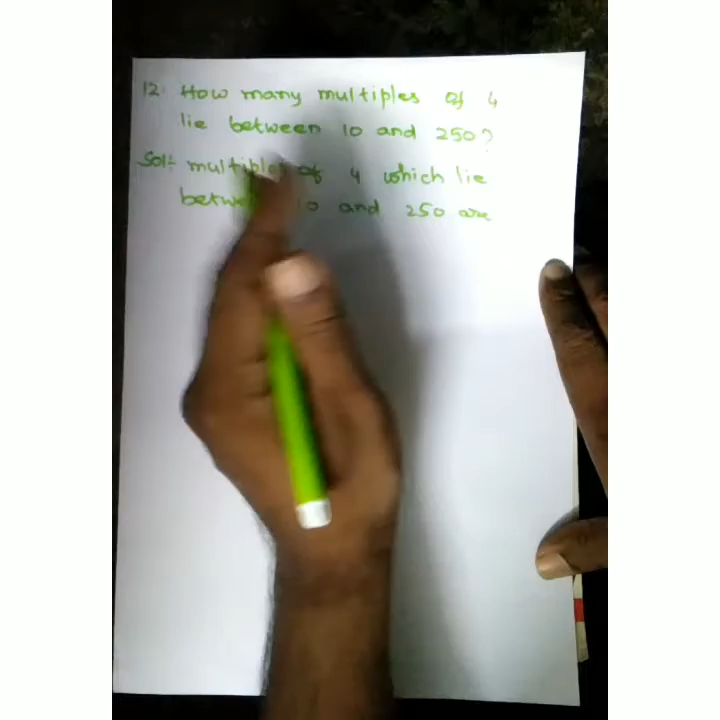 12. How many multiples of 4
lie between 10 and 250?
Sol:- multiples of 4 which lie
10 and 250 are